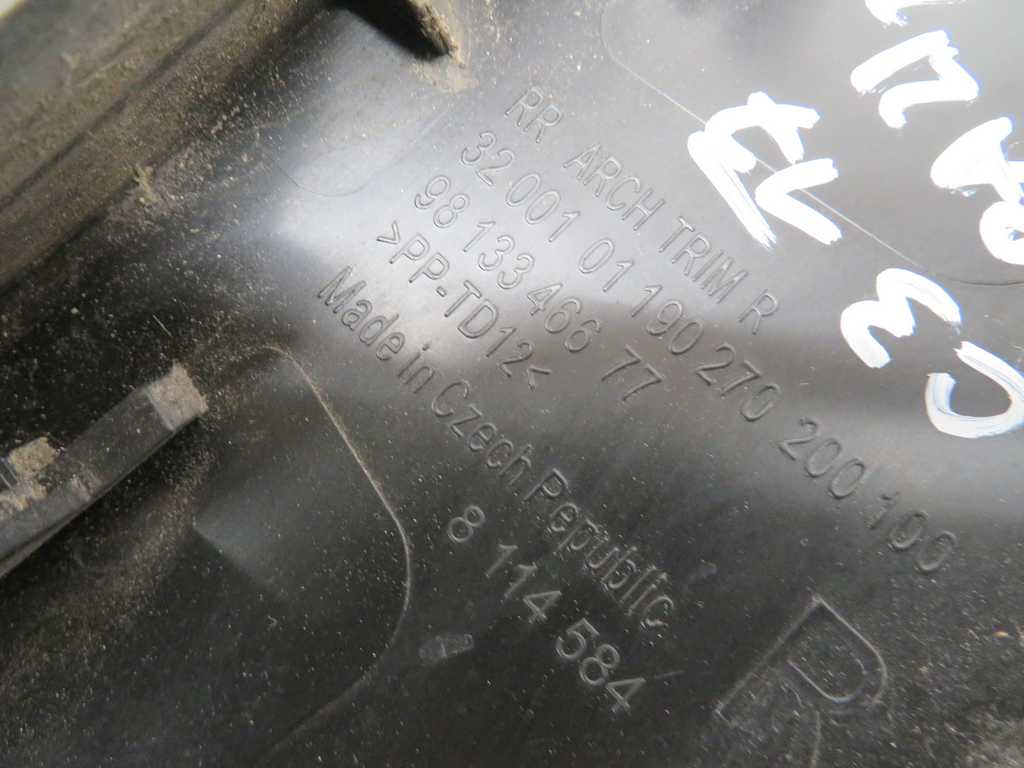 RR ARCH TRIM R
32 001 01 190 270 200 100
98 133 466 77
>PP-TD12<
Made in Czech Republic
8 114 584
R